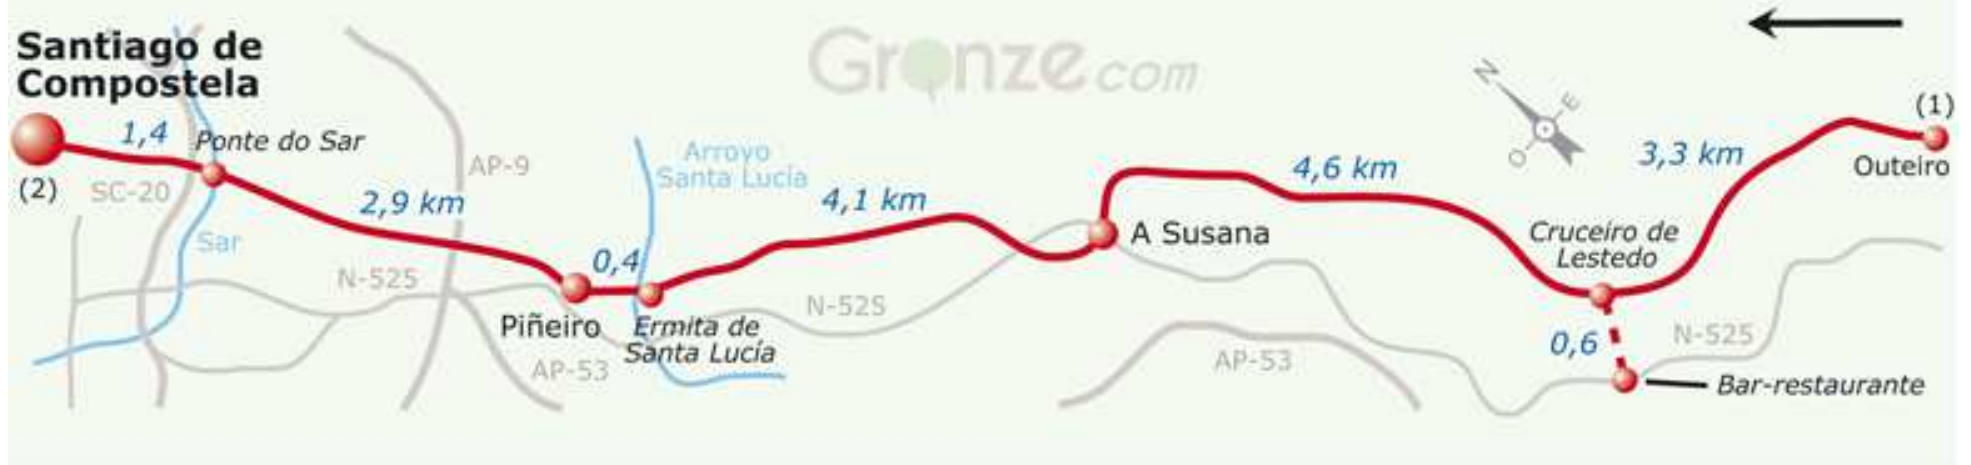 Santiago de
Compostela
(2)
1,4
Ponte do Sar
SC-20
Sar
2,9 km
AP-9
N-525
Gronze.com
Arroyo
Santa Lucía
0,4
Piñeiro
Ermita de
Santa Lucía
AP-53
4,1 km
N-525
A Susana
4,6 km
AP-53
N
E
O
Cruceiro de
Lestedo
0,6
Bar-restaurante
N-525
3,3 km
(1)
Outeiro